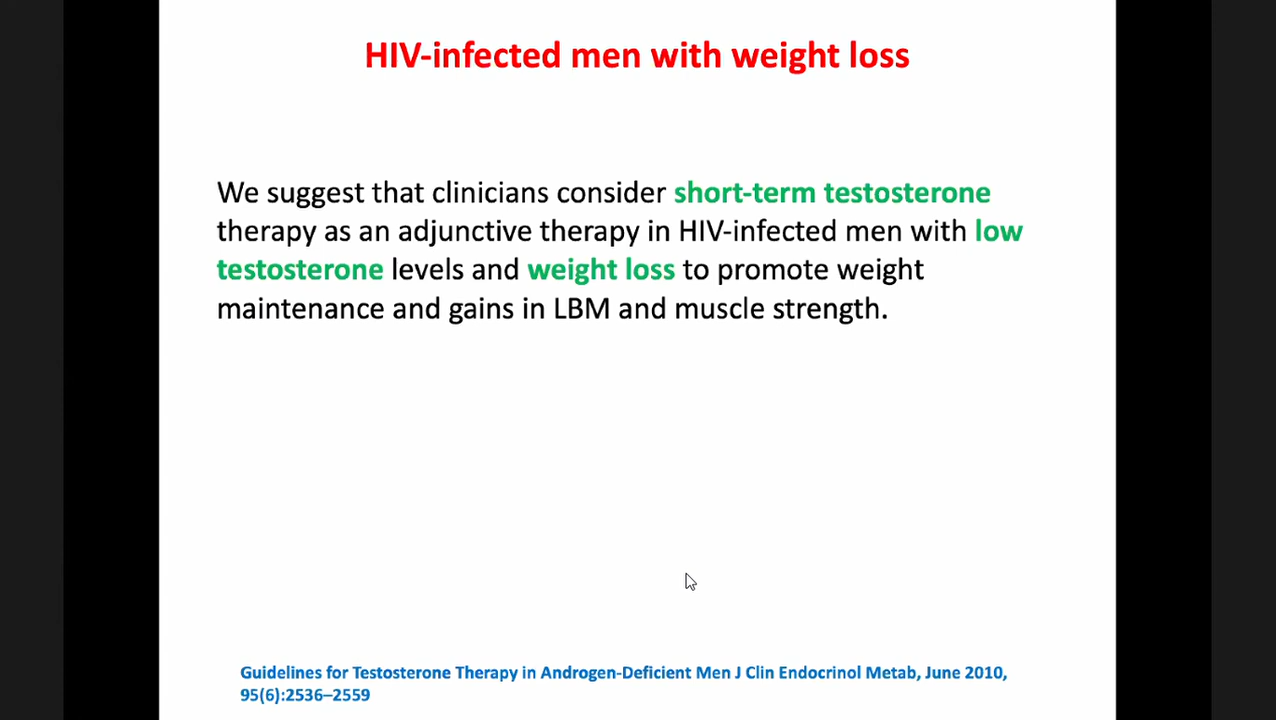 HIV-infected men with weight loss
We suggest that clinicians consider short-term testosterone
therapy as an adjunctive therapy in HIV-infected men with low
testosterone levels and weight loss to promote weight
maintenance and gains in LBM and muscle strength.
Guidelines for Testosterone Therapy in Androgen-Deficient Men J Clin Endocrinol Metab, June 2010,
95(6):2536–2559